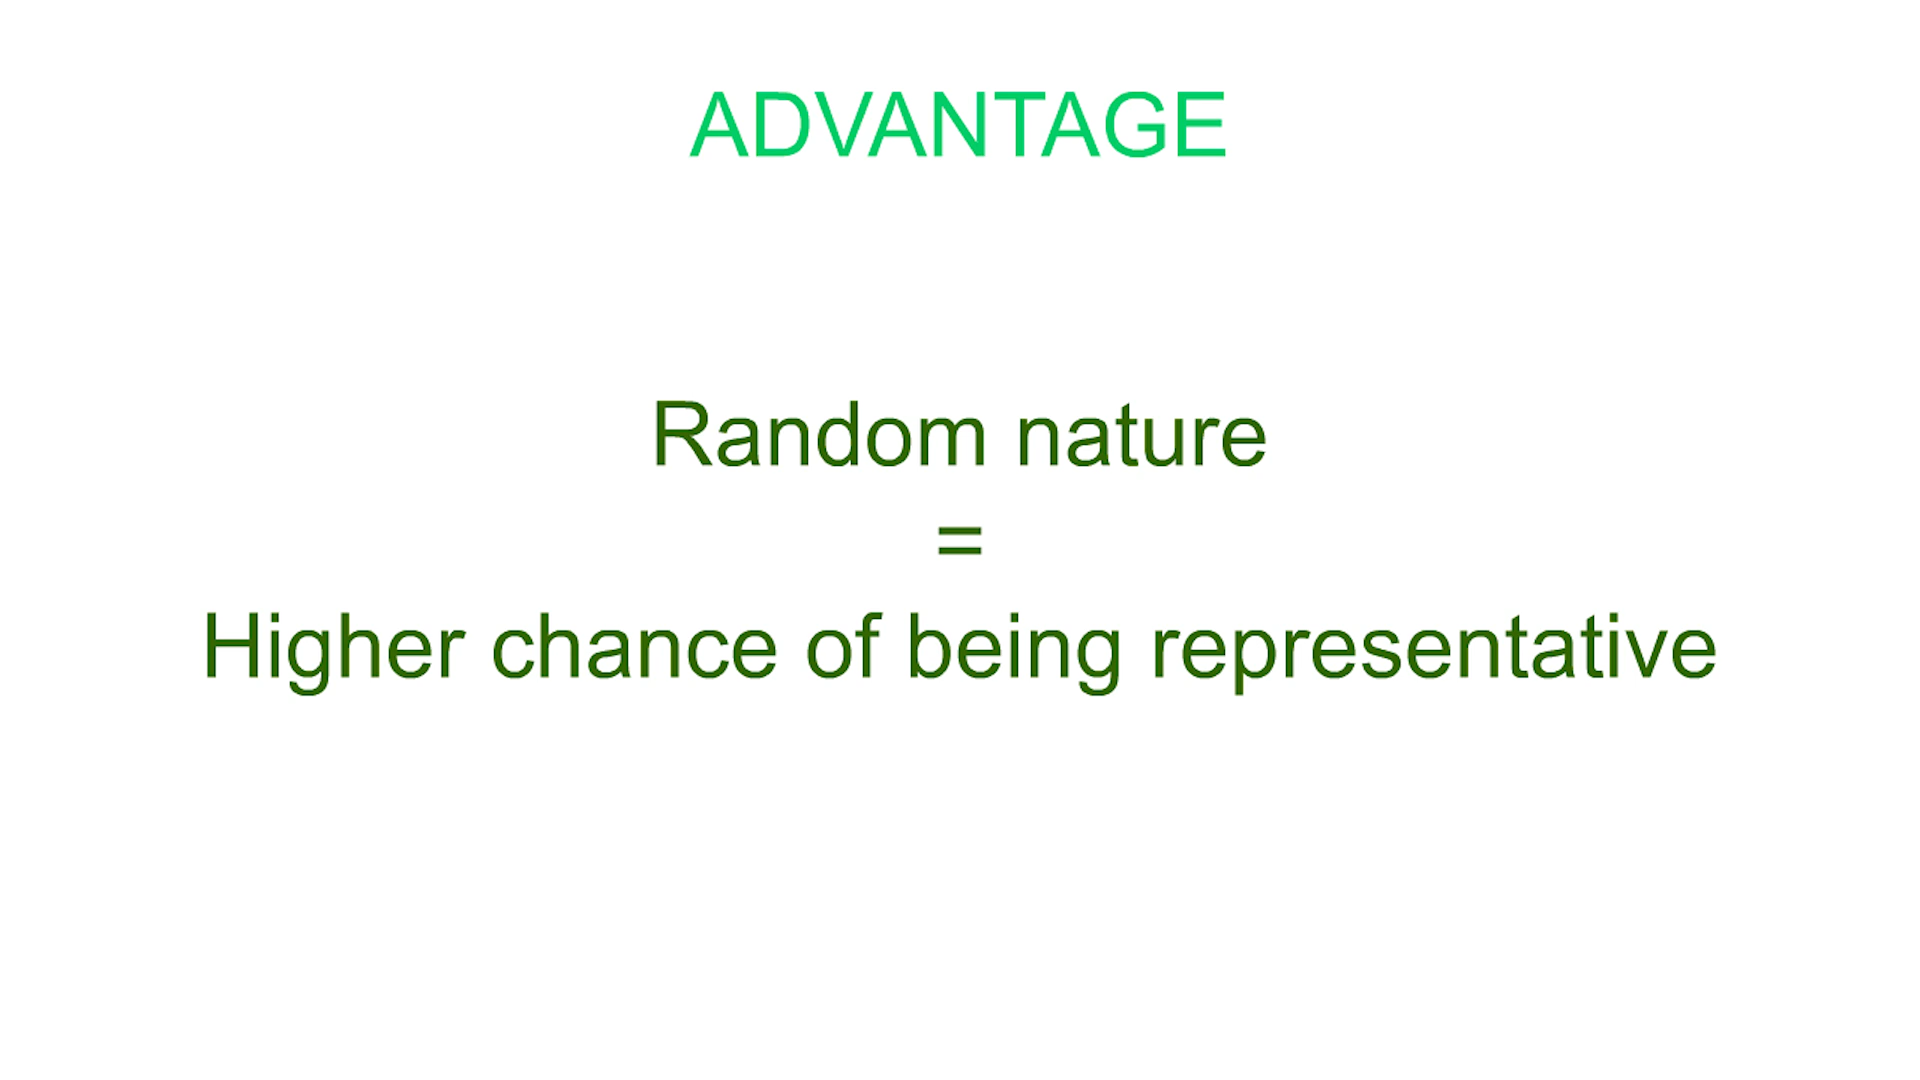 ADVANTAGE
Random nature
=
Higher chance of being representative